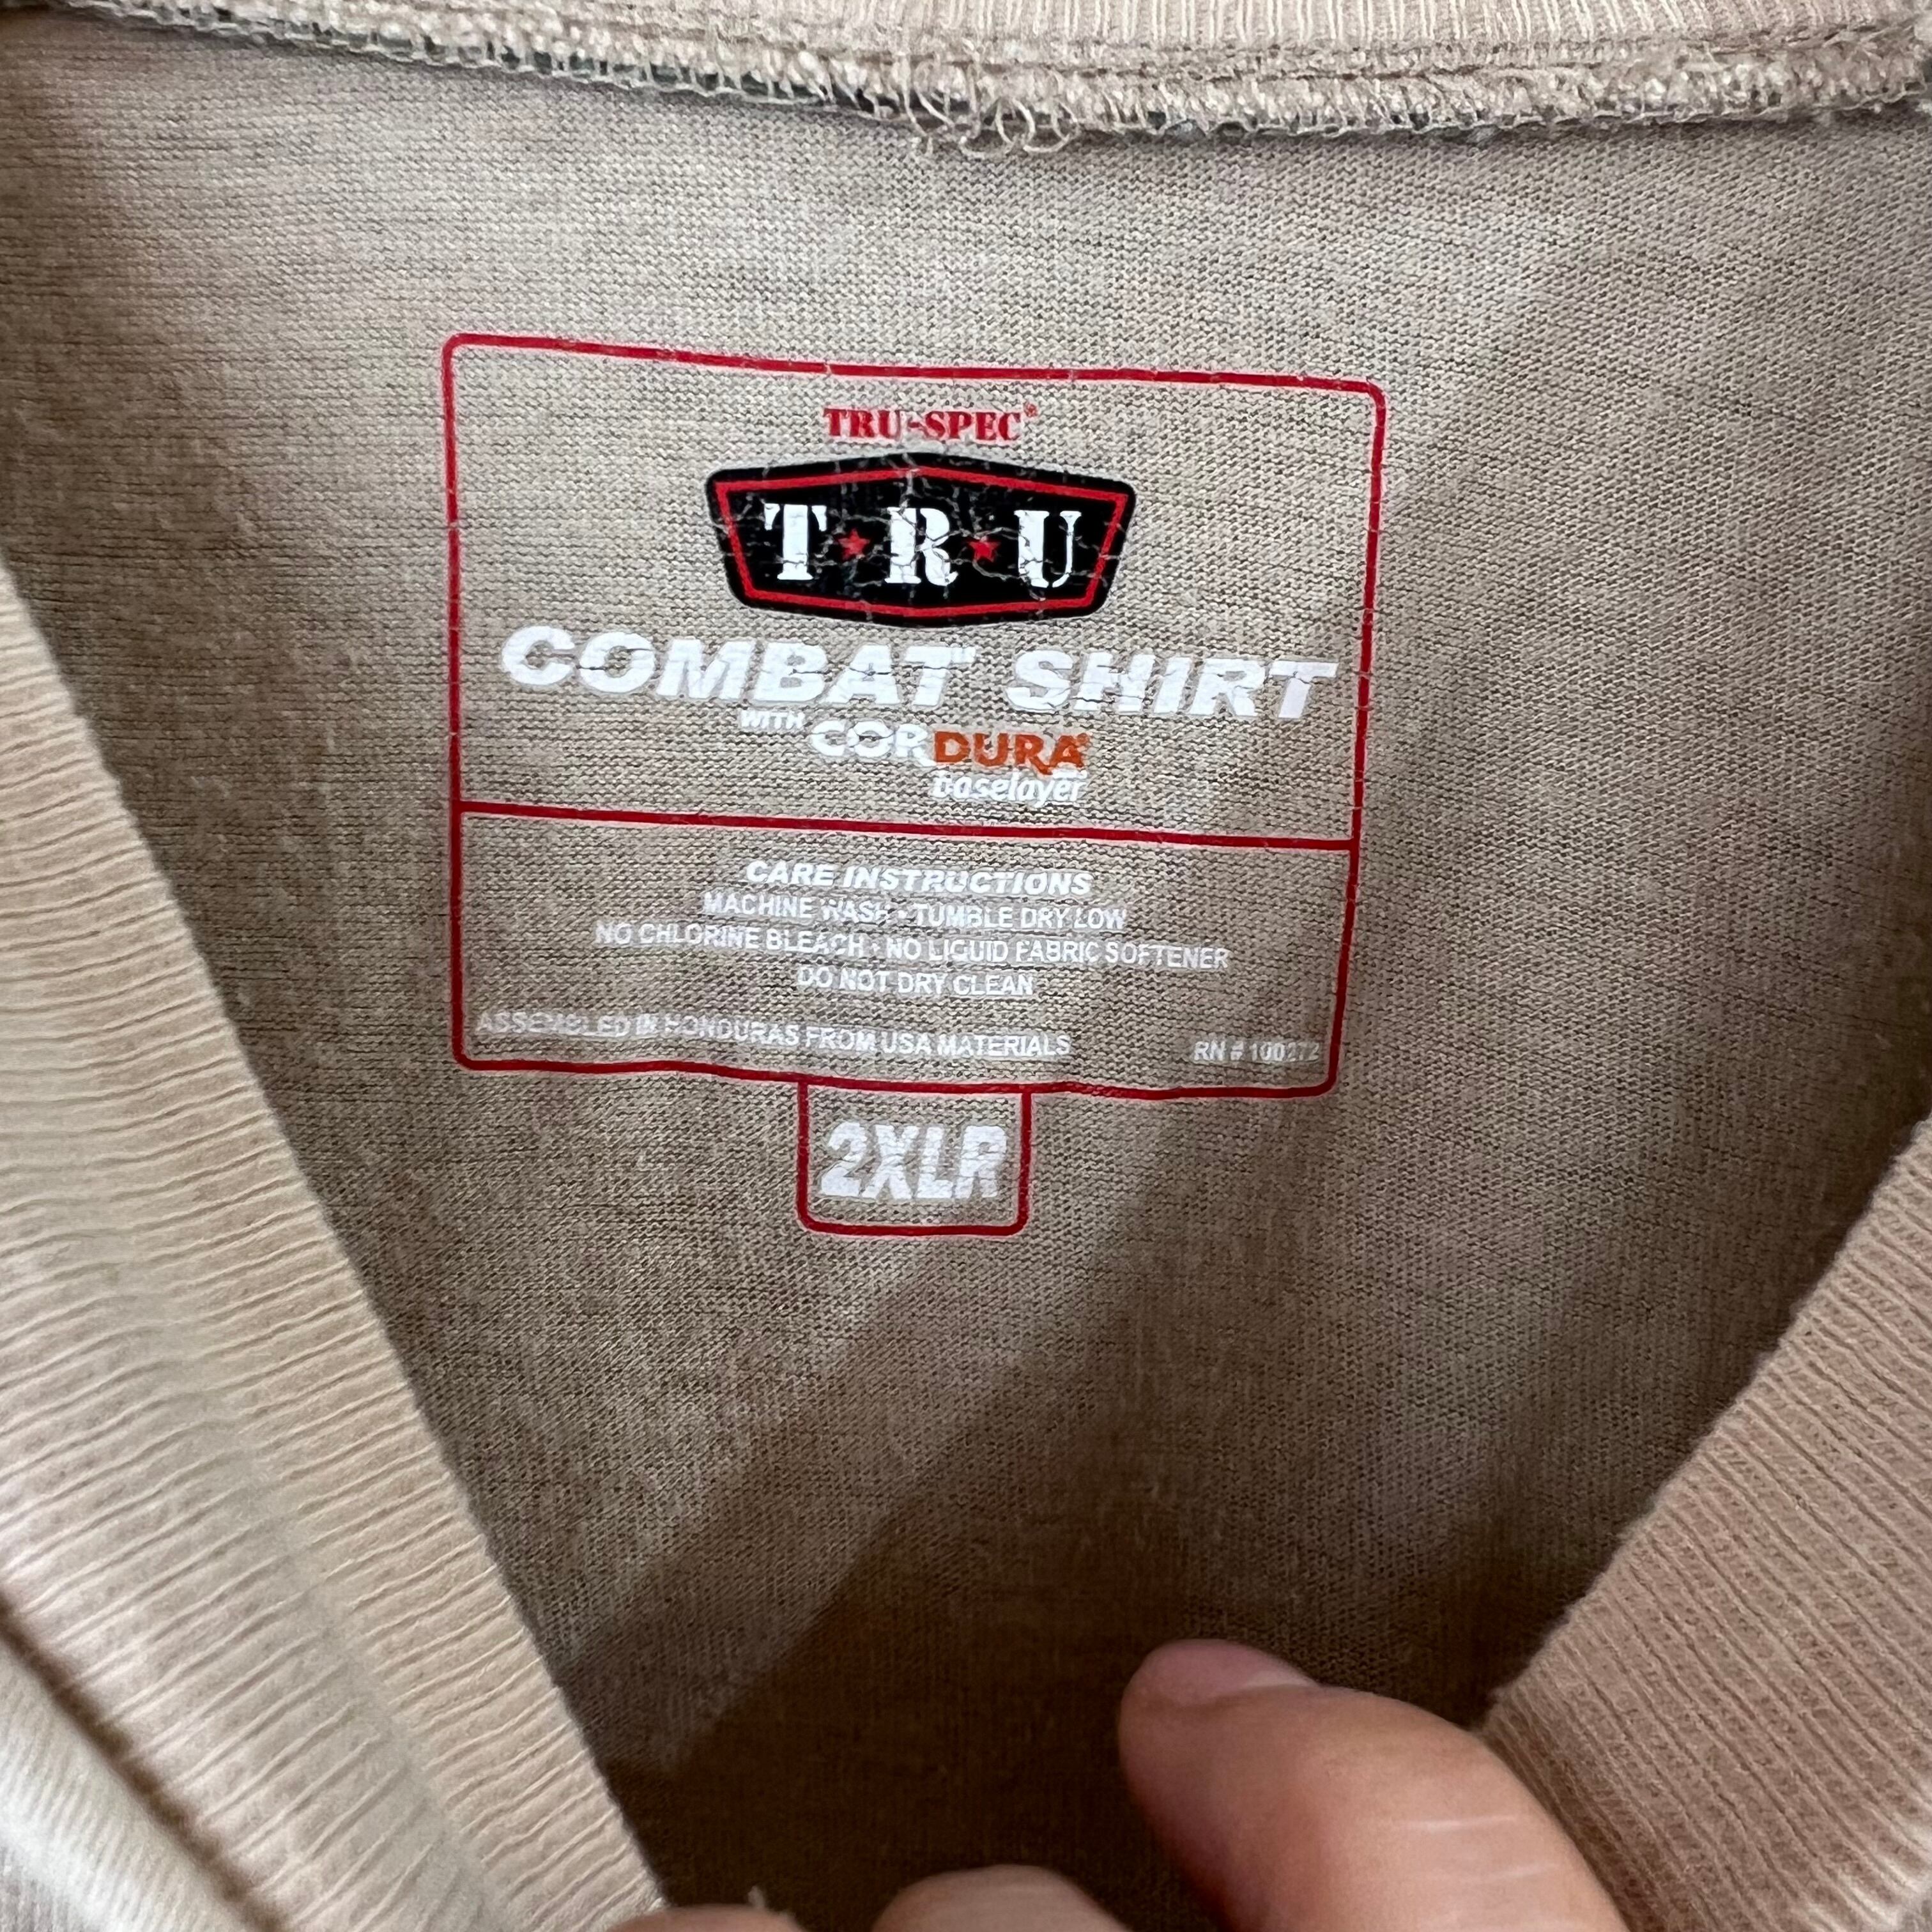 TRU-SPEC®
T★R★U
COMBAT SHIRT
WITH CORDURA®
baselayer
CARE INSTRUCTIONS
MACHINE WASH • TUMBLE DRY LOW
NO CHLORINE BLEACH • NO LIQUID FABRIC SOFTENER
DO NOT DRY CLEAN
ASSEMBLED IN HONDURAS FROM USA MATERIALS RN # 100272
2XLR